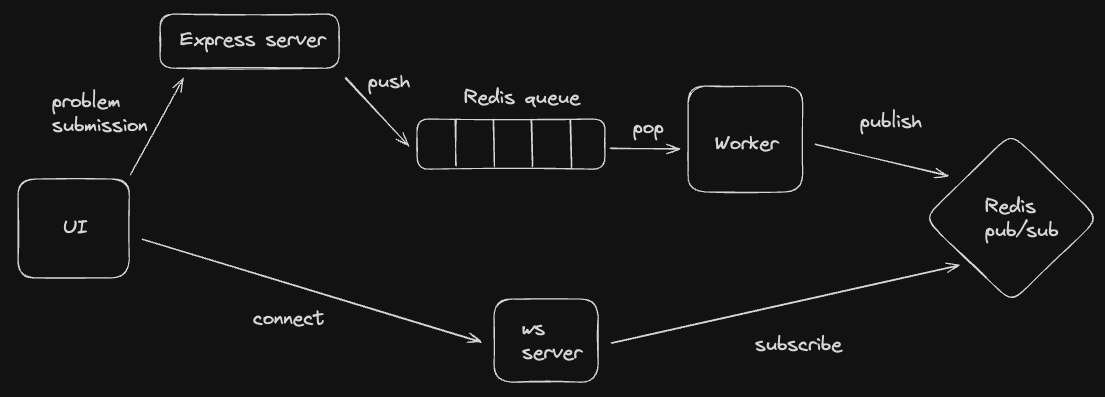 Express server
push
problem
submission
Redis queue
pop
Worker
publish
UI
Redis
pub/sub
connect
ws
server
subscribe